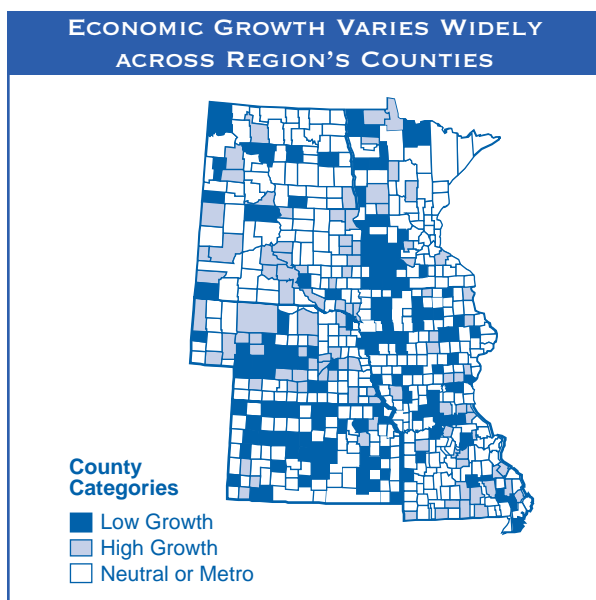 Economic Growth Varies Widely
across Region's Counties
County
Categories
Low Growth
High Growth
Neutral or Metro